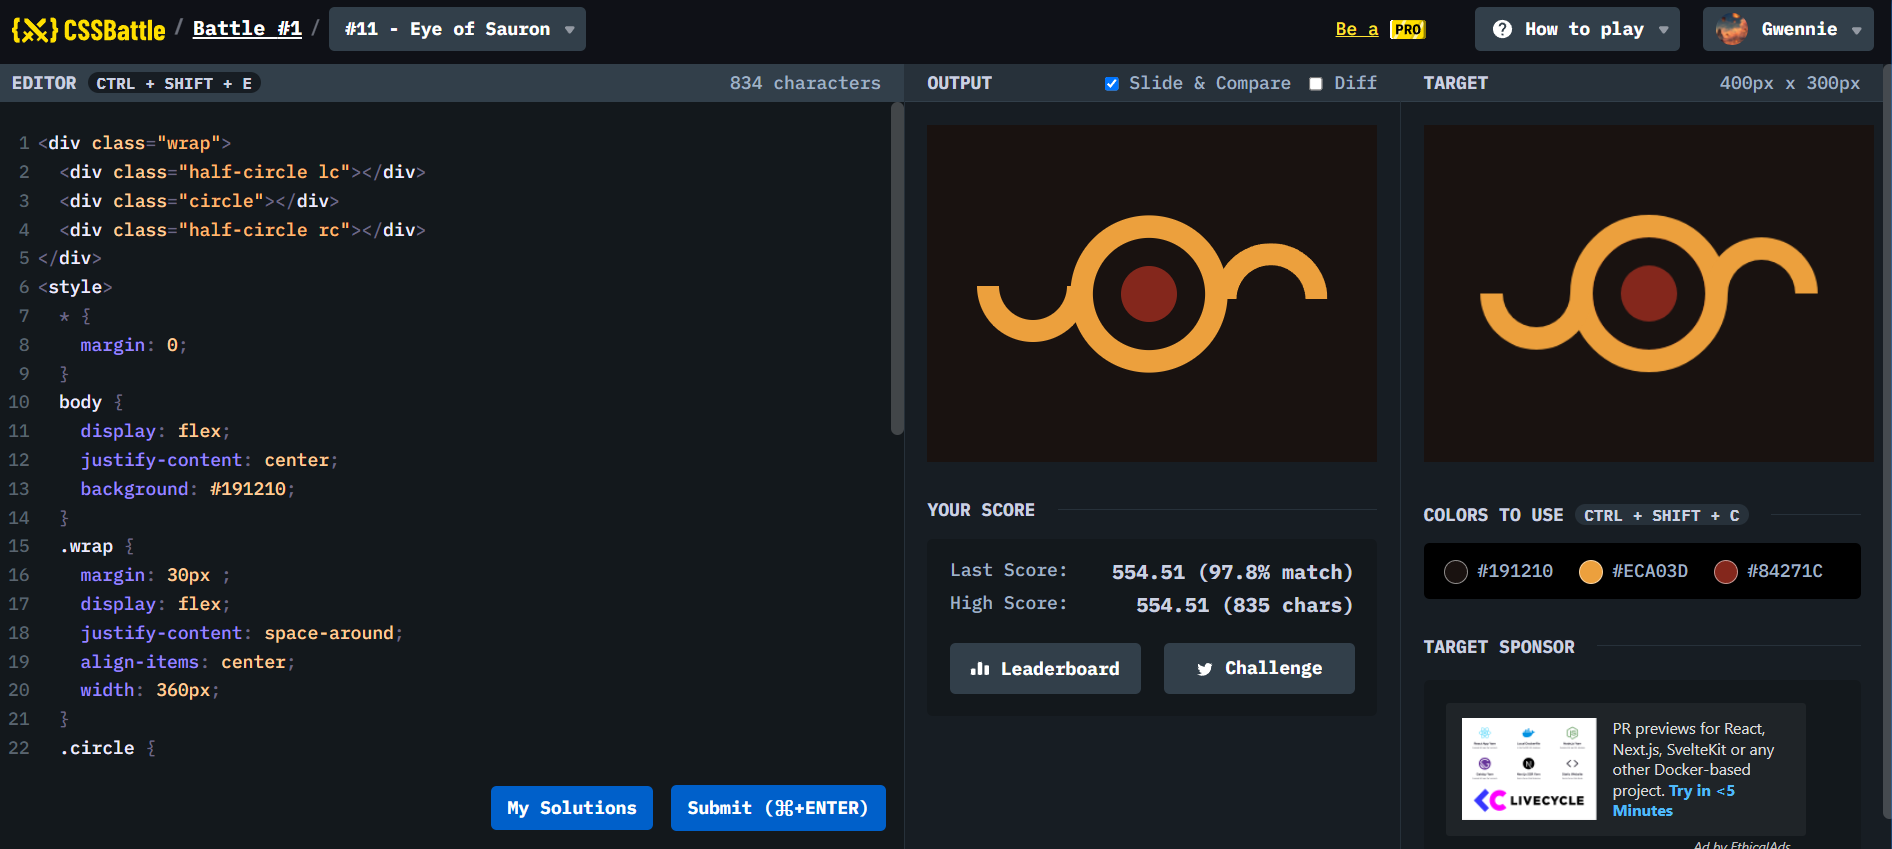 {X} CSSBattle / Battle #1 / #11 - Eye of Sauron Be a PRO How to play Gwennie
EDITOR CTRL + SHIFT + E 834 characters
1 <div class="wrap">
2 <div class="half-circle lc"></div>
3 <div class="circle"></div>
4 <div class="half-circle rc"></div>
5 </div>
6 <style>
7 * {
8 margin: 0;
9 }
10 body {
11 display: flex;
12 justify-content: center;
13 background: #191210;
14 }
15 .wrap {
16 margin: 30px ;
17 display: flex;
18 justify-content: space-around;
19 align-items: center;
20 width: 360px;
21 }
22 .circle {
My Solutions Submit (⌘+ENTER)
OUTPUT Slide & Compare Diff
YOUR SCORE
Last Score: 554.51 (97.8% match)
High Score: 554.51 (835 chars)
Leaderboard Challenge
TARGET 400px x 300px
COLORS TO USE CTRL + SHIFT + C
#191210 #ECA03D #84271C
TARGET SPONSOR
LIVECYCLE
PR previews for React,
Next.js, SvelteKit or any
other Docker-based
project. Try in <5
Minutes
Ad by EthicalAds